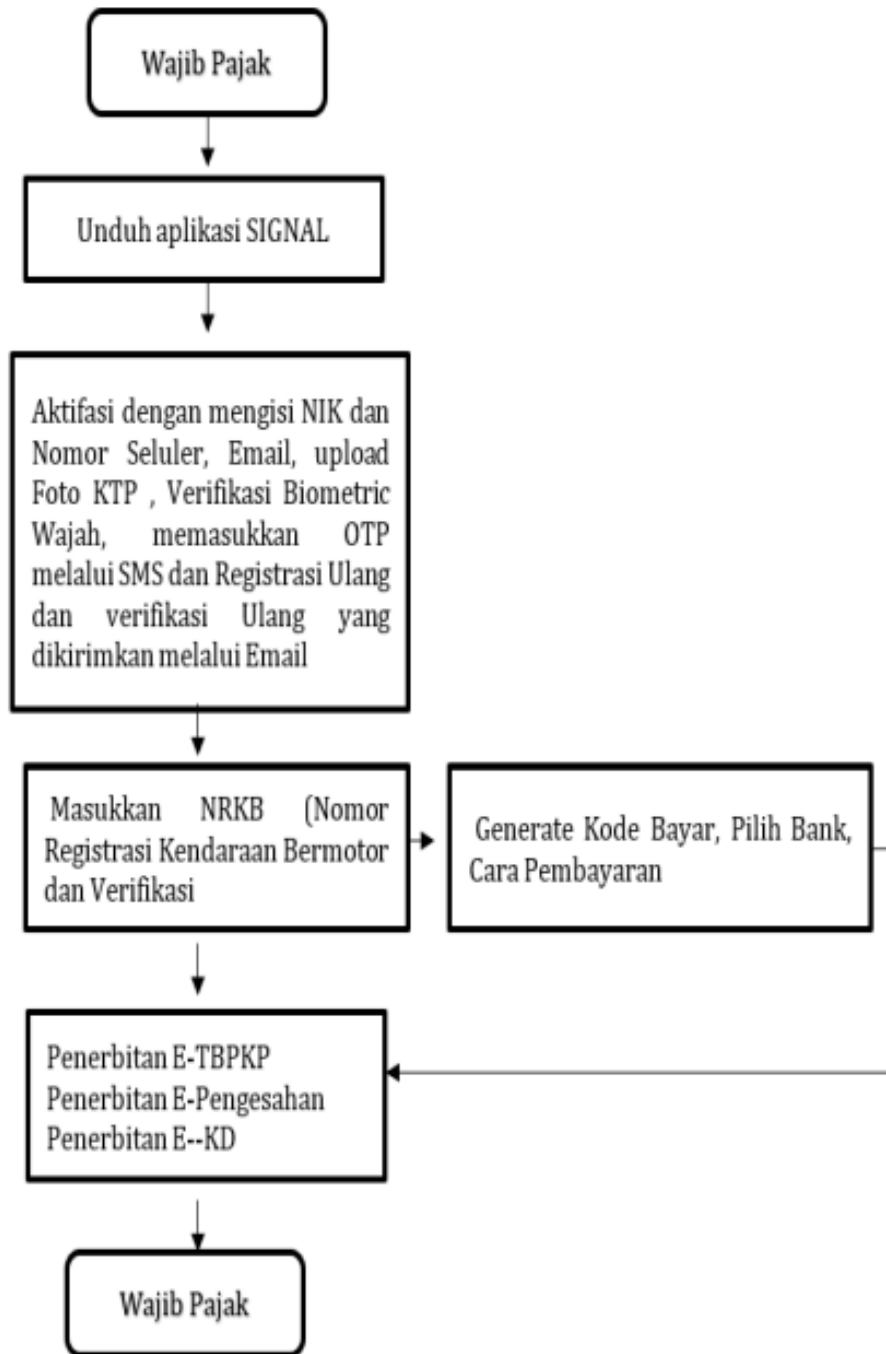 Wajib Pajak
Unduh aplikasi SIGNAL
Aktifasi dengan mengisi NIK dan
Nomor Seluler, Email, upload
Foto KTP , Verifikasi Biometric
Wajah, memasukkan OTP
melalui SMS dan Registrasi Ulang
dan verifikasi Ulang yang
dikirimkan melalui Email
Masukkan NRKB (Nomor
Registrasi Kendaraan Bermotor
dan Verifikasi
Generate Kode Bayar, Pilih Bank,
Cara Pembayaran
Penerbitan E-TBPKP
Penerbitan E-Pengesahan
Penerbitan E--KD
Wajib Pajak